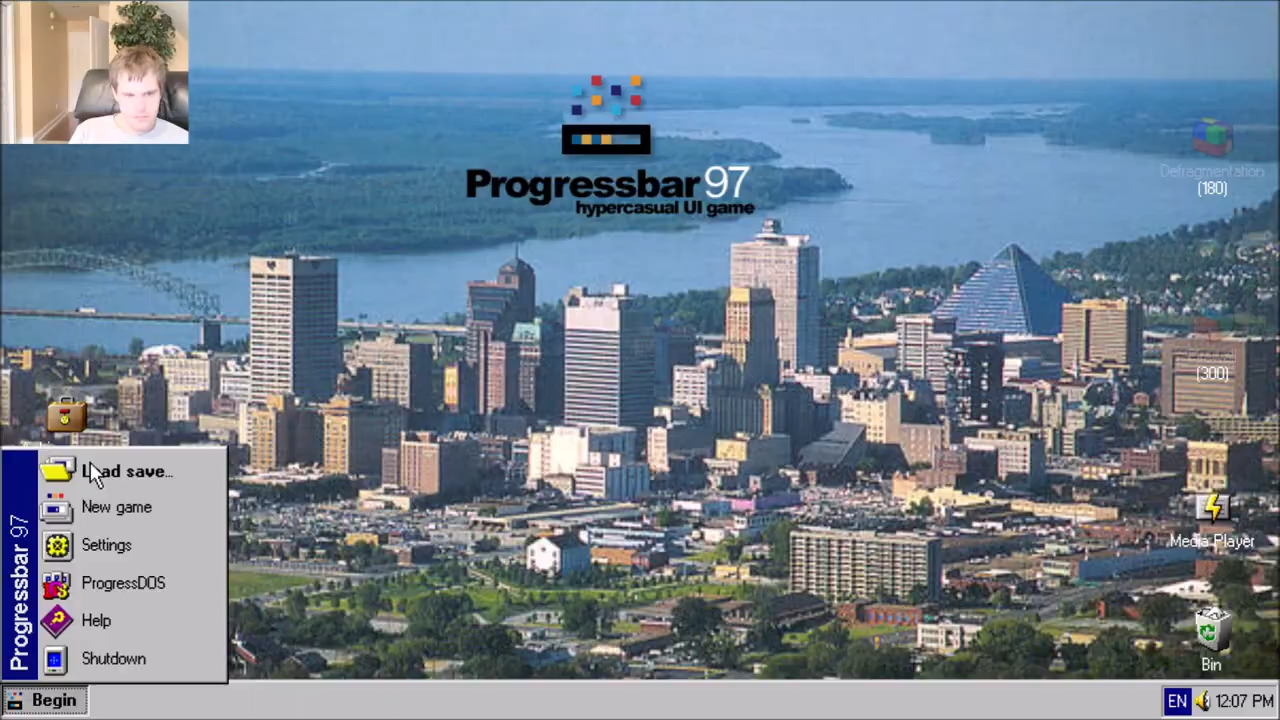 Progressbar 97
hypercasual UI game
Defragmentation
(180)
(300)
Media Player
Bin
Progressbar 97
Load save...
New game
Settings
ProgressDOS
Help
Shutdown
Begin
EN
12:07 PM